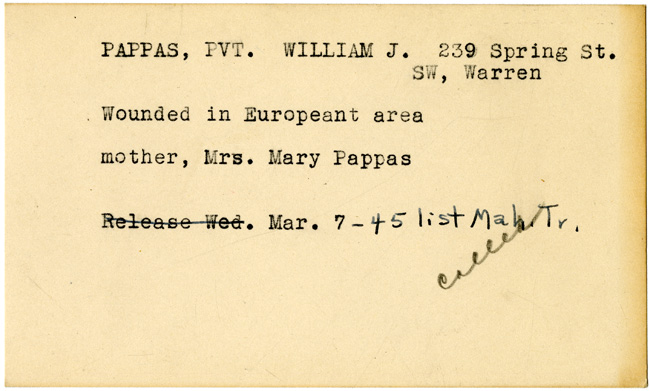 PAPPAS, PVT. WILLIAM J. 239 Spring St.
SW, Warren
Wounded in Europeant area
mother, Mrs. Mary Pappas
Release Wed. Mar. 7-45 list Mah. Tr.